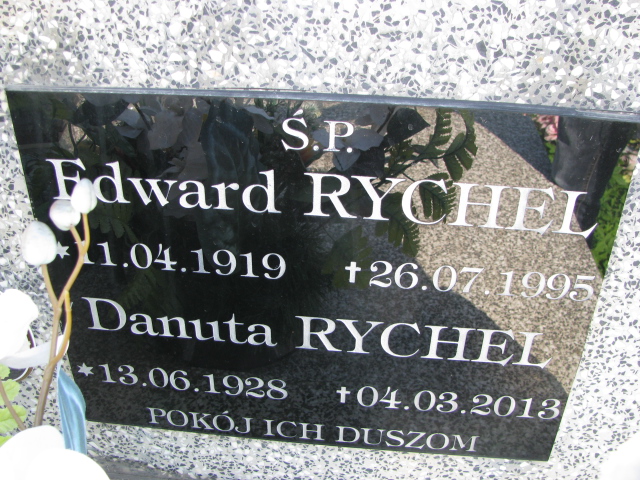 Ś.P.
Edward RYCHEL
*11.04.1919 †26.07.1995
Danuta RYCHEL
*13.06.1928 †04.03.2013
POKÓJ ICH DUSZOM